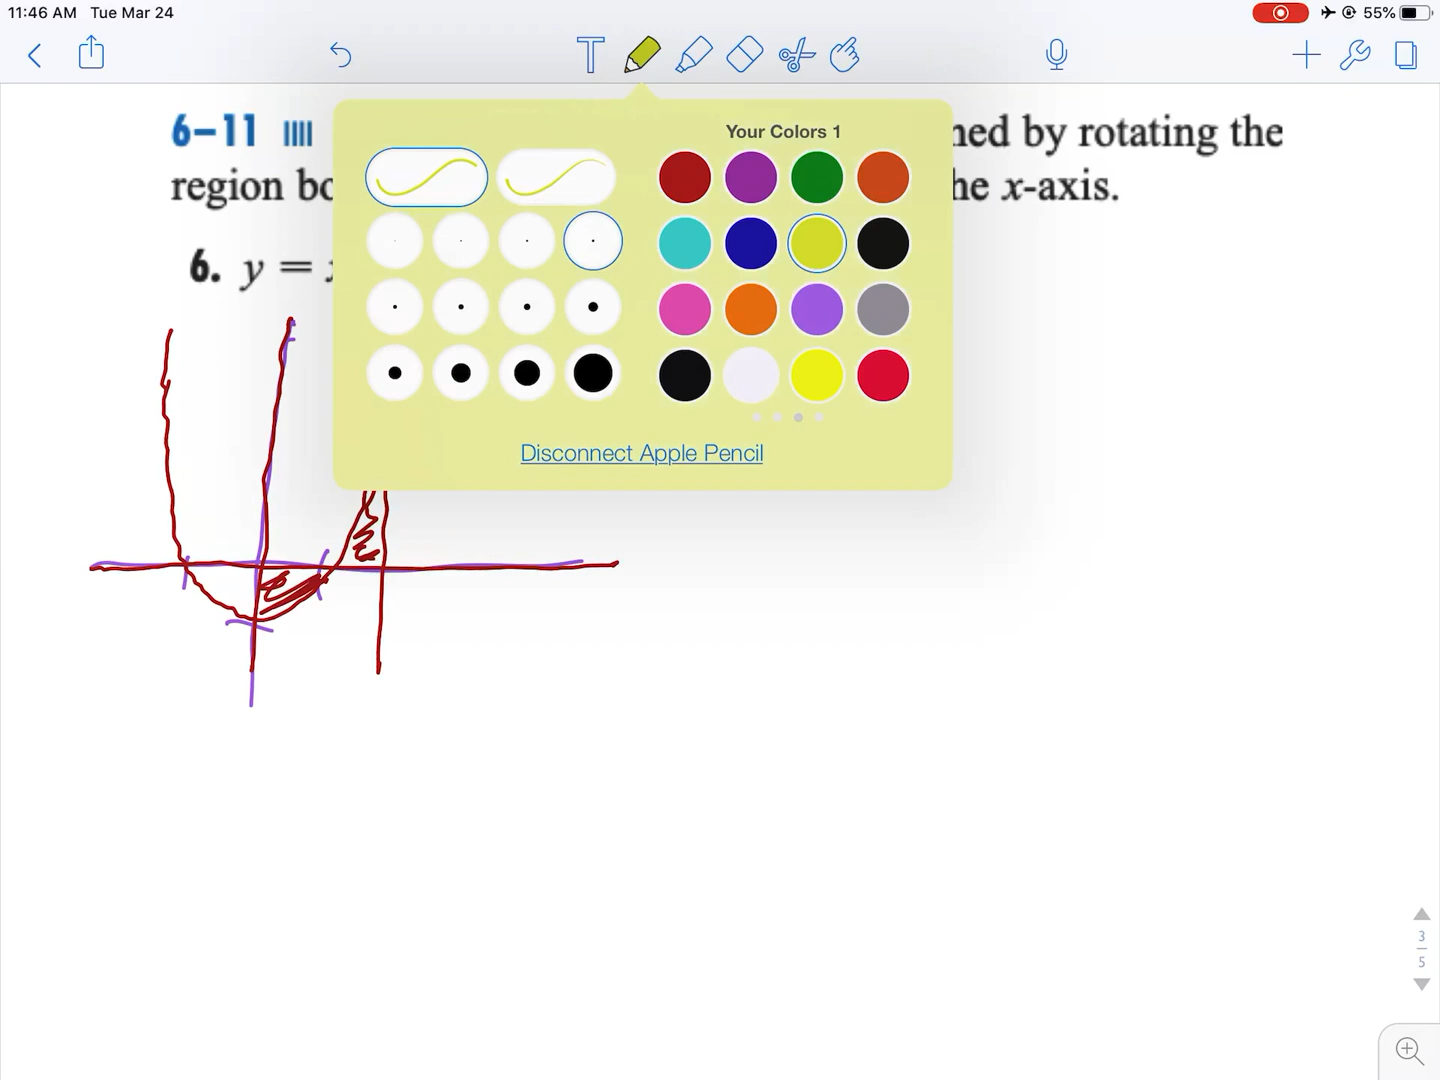 11:46 AM Tue Mar 24
55%
T
Your Colors 1
6–11
ned by rotating the
region
he x-axis.
6. y =
Disconnect Apple Pencil
3
5